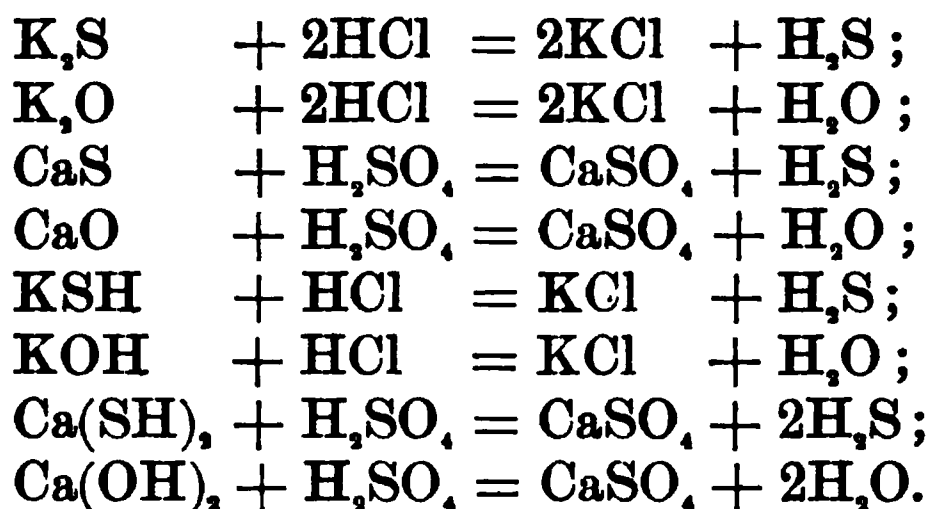 K₂S + 2HCl = 2KCl + H₂S;
K₂O + 2HCl = 2KCl + H₂O;
CaS + H₂SO₄ = CaSO₄ + H₂S;
CaO + H₂SO₄ = CaSO₄ + H₂O;
KSH + HCl = KCl + H₂S;
KOH + HCl = KCl + H₂O;
Ca(SH)₂ + H₂SO₄ = CaSO₄ + 2H₂S;
Ca(OH)₂ + H₂SO₄ = CaSO₄ + 2H₂O.